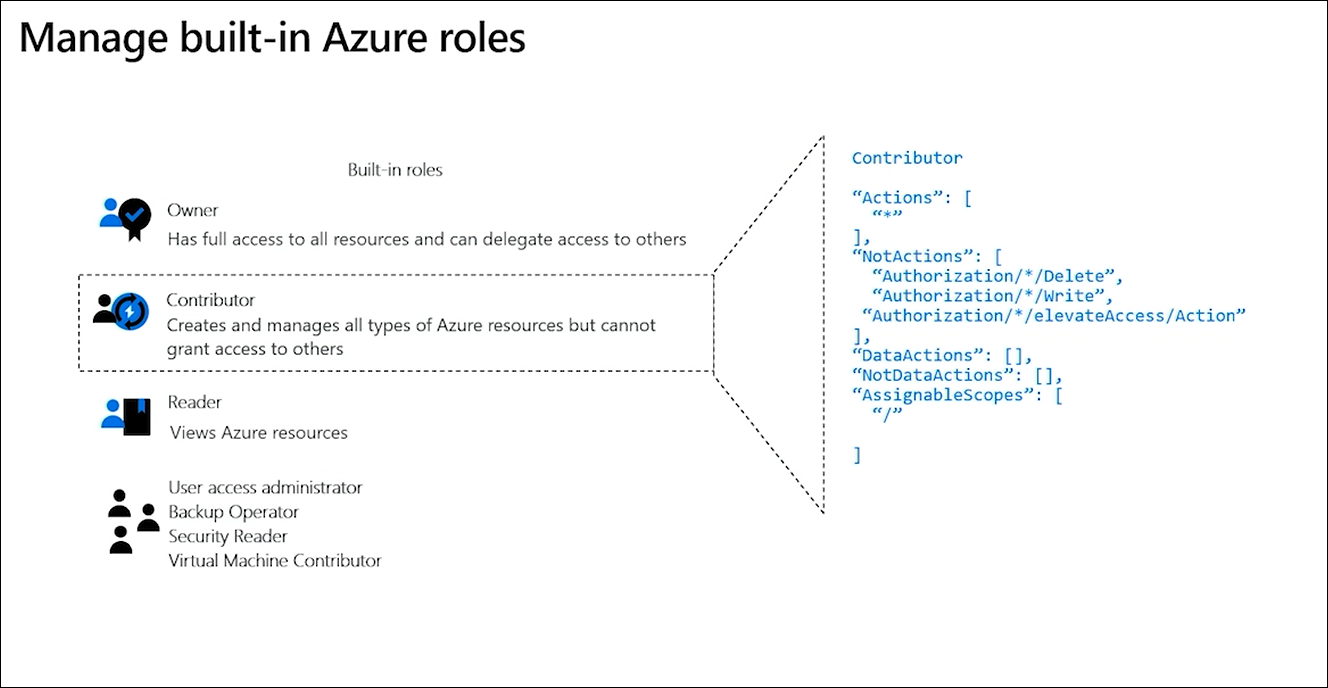 Manage built-in Azure roles
Built-in roles
Owner
Has full access to all resources and can delegate access to others
Contributor
Creates and manages all types of Azure resources but cannot
grant access to others
Reader
Views Azure resources
User access administrator
Backup Operator
Security Reader
Virtual Machine Contributor
Contributor
“Actions”: [
“*”
],
“NotActions”: [
“Authorization/*/Delete”,
“Authorization/*/Write”,
“Authorization/*/elevateAccess/Action”
],
“DataActions”: [],
“NotDataActions”: [],
“AssignableScopes”: [
“/”
]